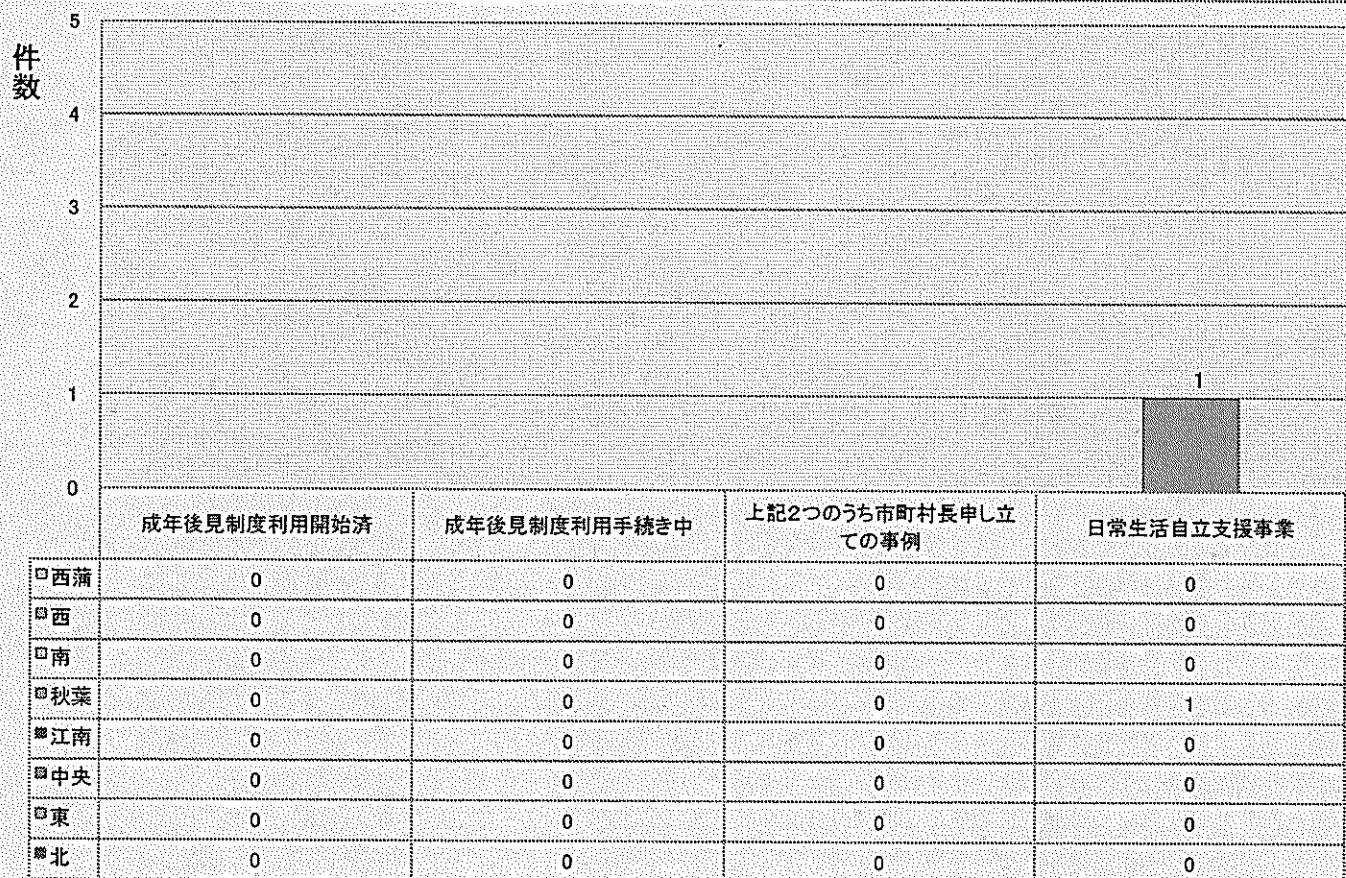 件数
5
4
3
2
1
0
1
成年後見制度利用開始済 成年後見制度利用手続き中 上記2つのうち市町村長申し立 日常生活自立支援事業
ての事例
西蒲 0 0 0 0
西 0 0 0 0
南 0 0 0 0
秋葉 0 0 0 1
江南 0 0 0 0
中央 0 0 0 0
東 0 0 0 0
北 0 0 0 0